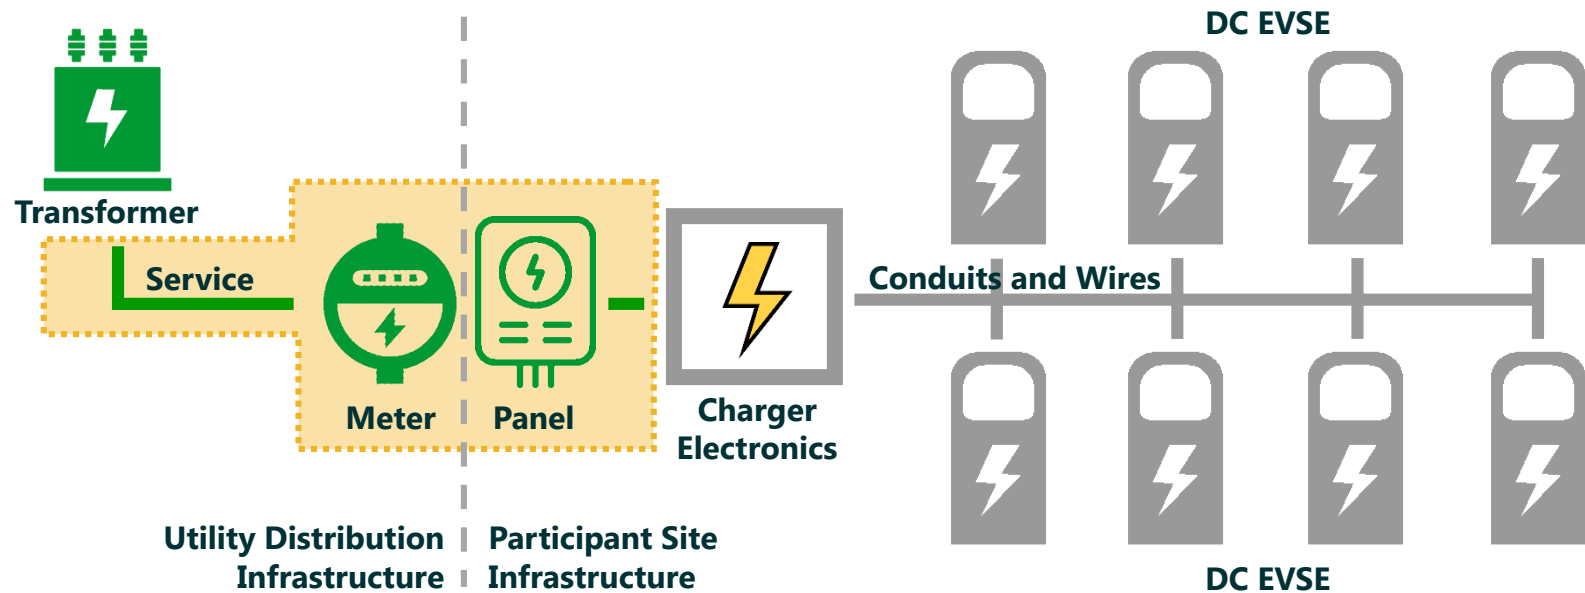 DC EVSE
Transformer
Service
Conduits and Wires
Meter
Panel
Charger
Electronics
Utility Distribution
Infrastructure
Participant Site
Infrastructure
DC EVSE